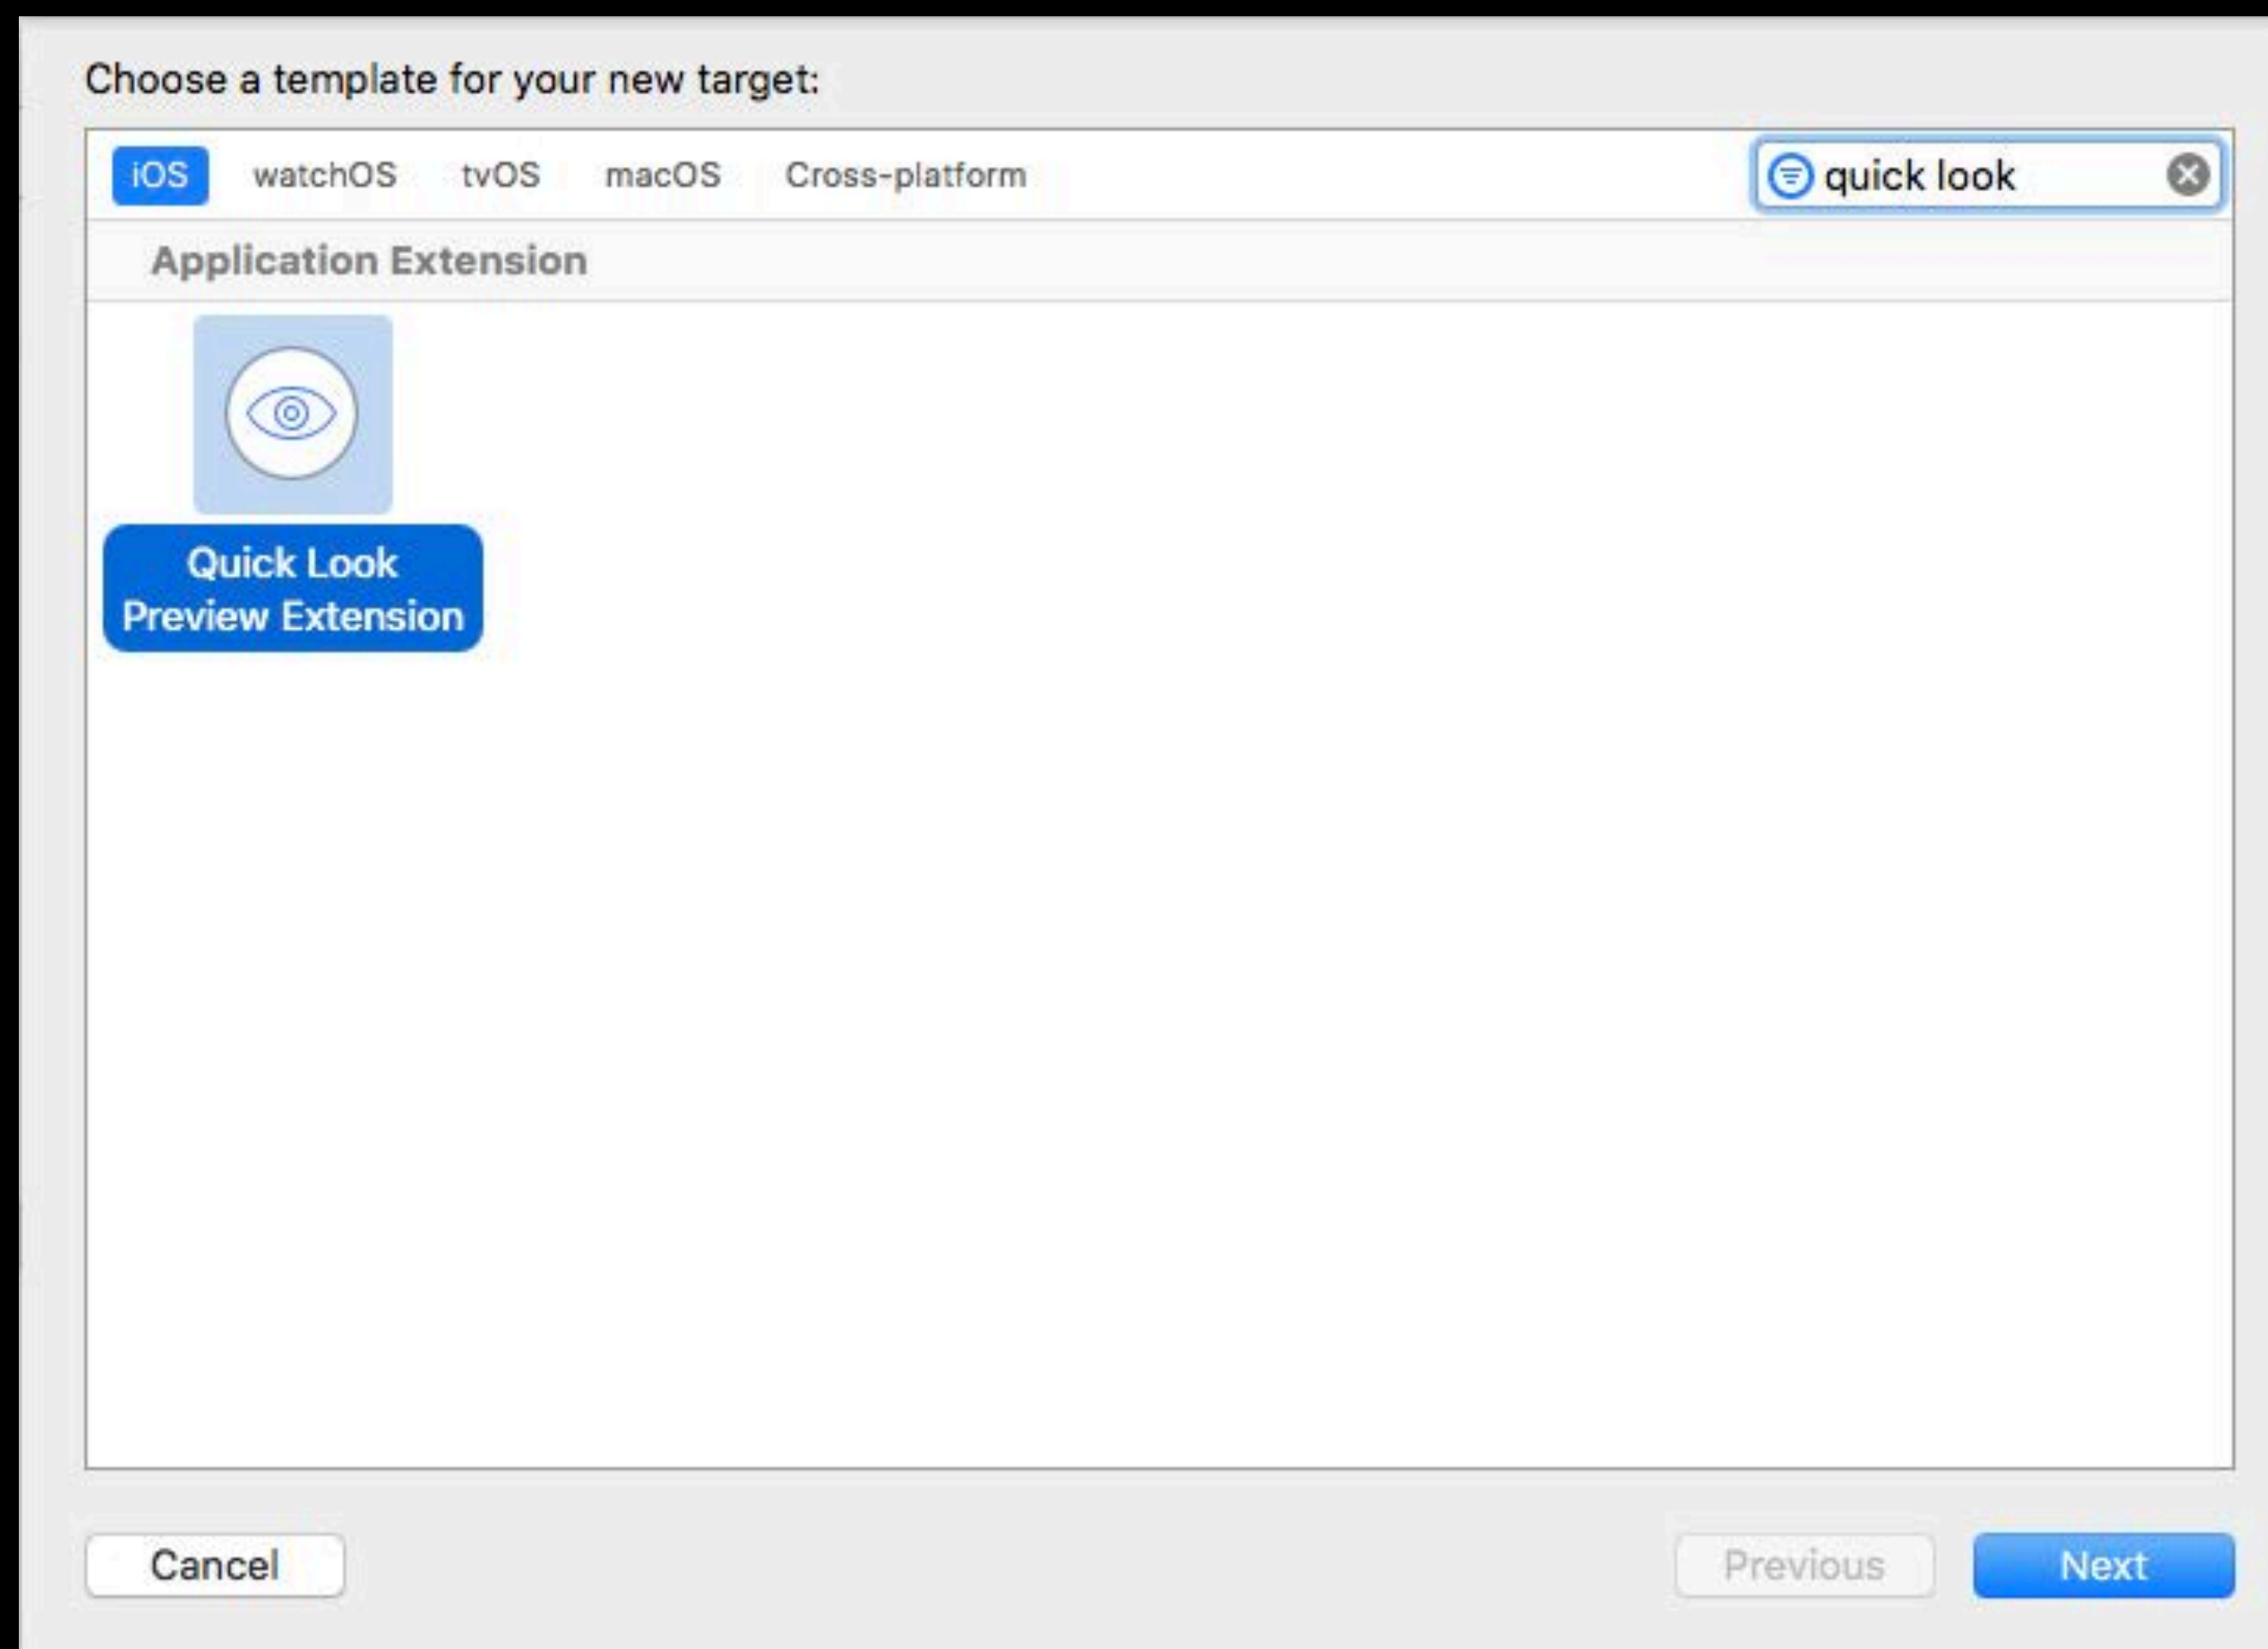 Choose a template for your new target:
iOS watchOS tvOS macOS Cross-platform quick look
Application Extension
Quick Look
Preview Extension
Cancel Previous Next